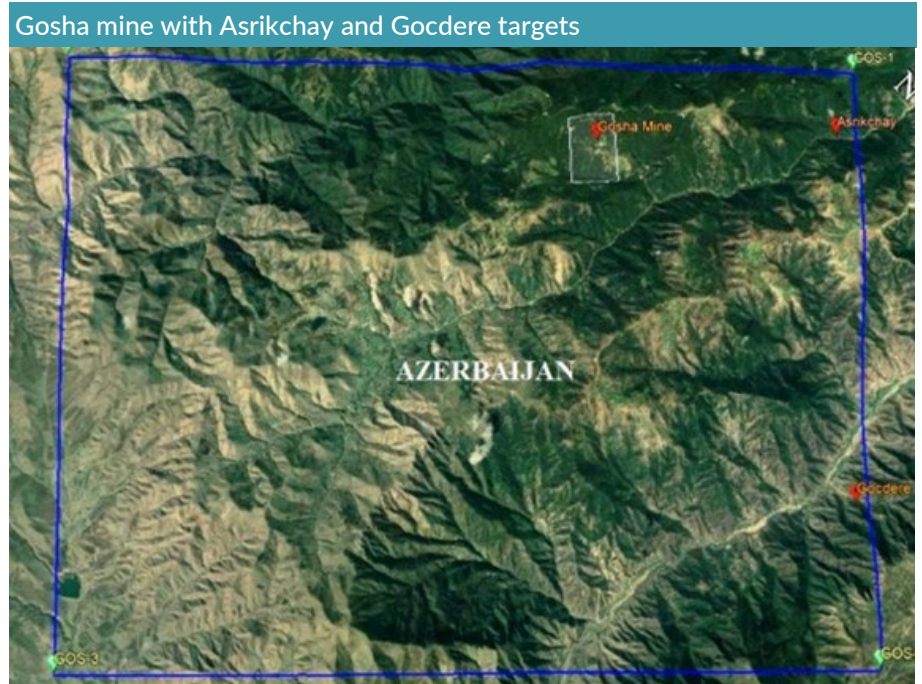 Gosha mine with Asrikchay and Gocdere targets
GOS-1
Asrikchay
Gosha Mine
AZERBAIJAN
Gocdere
GOS-3
GOS-